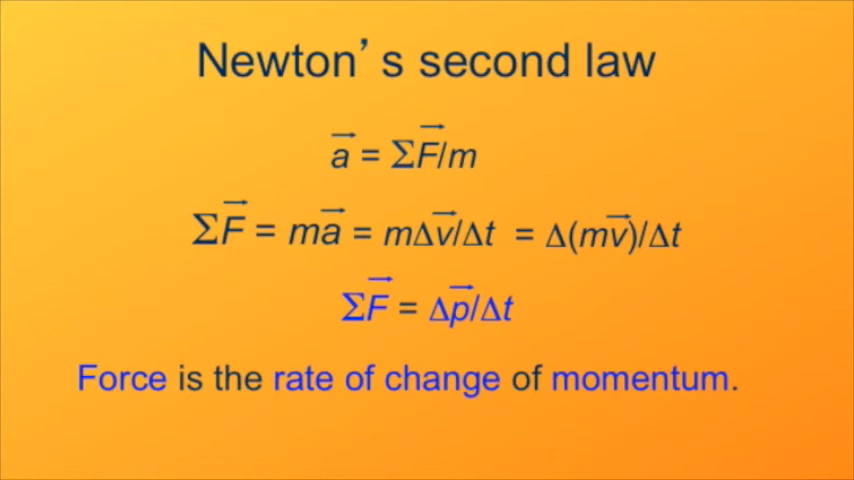 Newton’s second law
a⃗ = ΣF⃗/m
ΣF⃗ = ma⃗ = mΔv⃗/Δt = Δ(mv⃗)/Δt
ΣF⃗ = Δp⃗/Δt
Force is the rate of change of momentum.